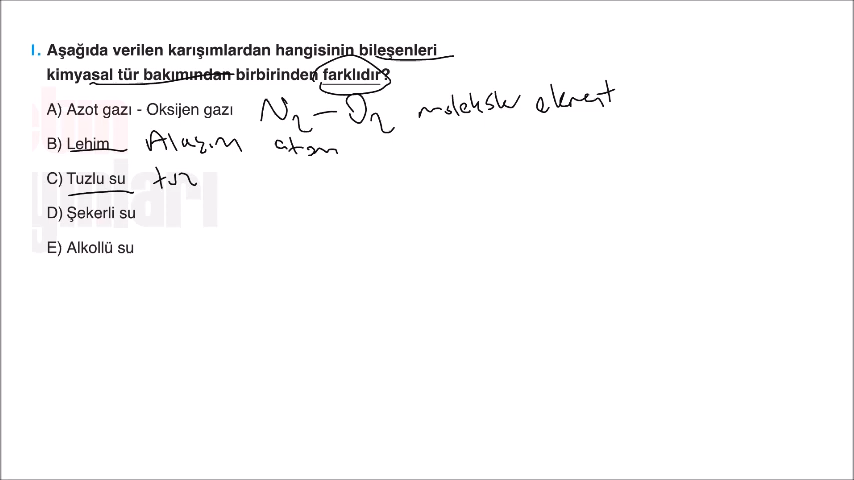 1. Aşağıda verilen karışımlardan hangisinin bileşenleri
kimyasal tür bakımından birbirinden farklıdır?
A) Azot gazı - Oksijen gazı N₂ — O₂ moleküler element
B) Lehim Alaşım atom
C) Tuzlu su tuz
D) Şekerli su
E) Alkollü su